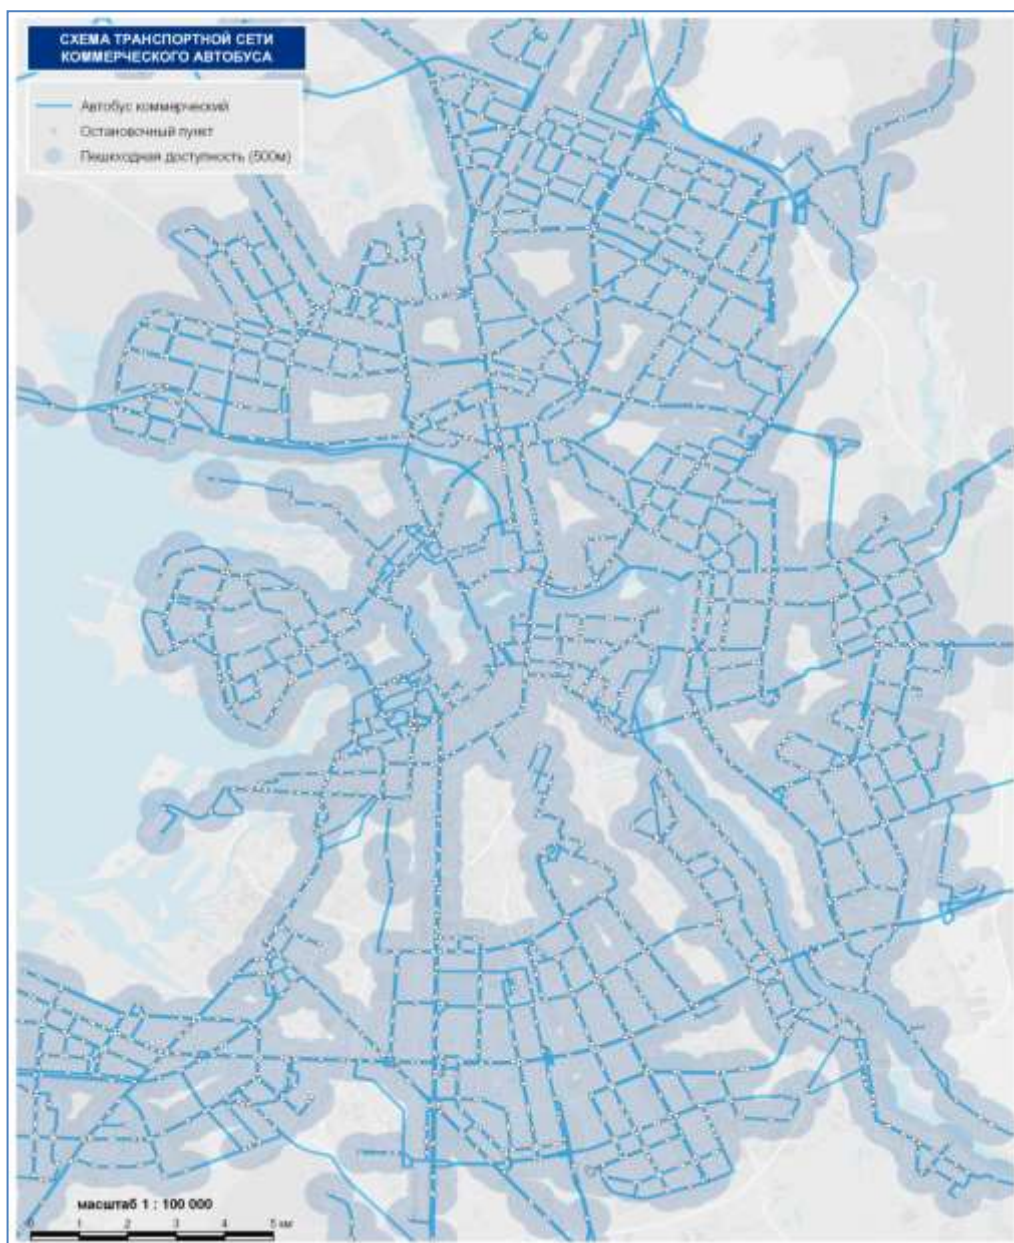 СХЕМА ТРАНСПОРТНОЙ СЕТИ
КОММЕРЧЕСКОГО АВТОБУСА
Автобус коммерческий
Остановочный пункт
Пешеходная доступность (500м)
масштаб 1 : 100 000
0 1 2 3 4 5 км